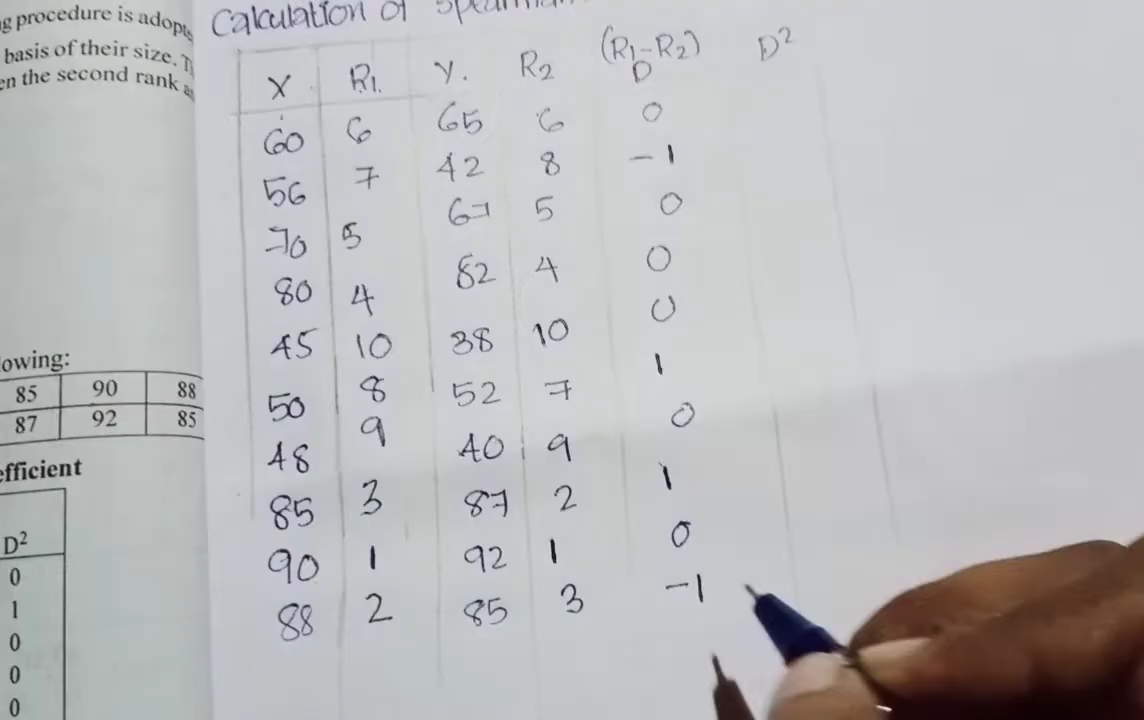 g procedure is adopte
basis of their size. T
en the second rank a
lowing:
85 90 88
87 92 85
efficient
D²
0
1
0
0
0
Calculation of Spearman
X R₁. Y. R₂ (R₁-R₂) D D²
60 6 65 6 0
56 7 42 8 -1
70 5 67 5 0
80 4 82 4 0
45 10 38 10 0
50 8 52 7 1
48 9 40 9 0
85 3 87 2 1
90 1 92 1 0
88 2 85 3 -1